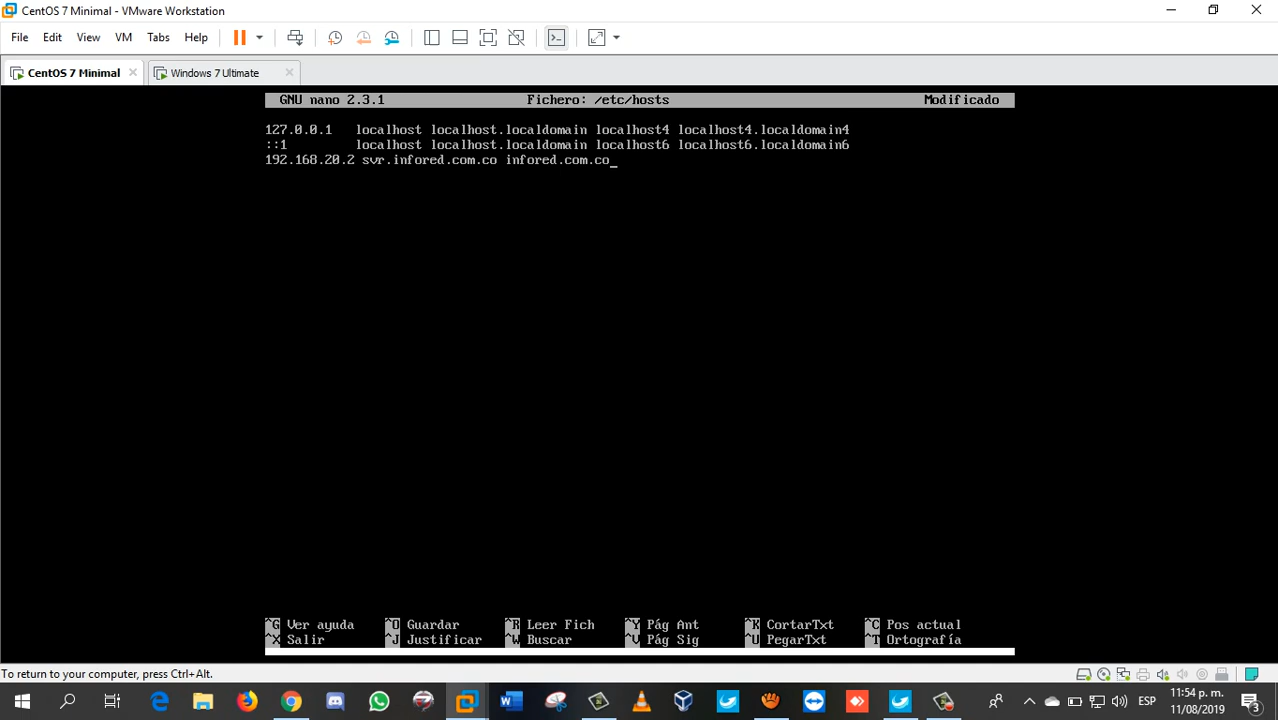 CentOS 7 Minimal - VMware Workstation
File Edit View VM Tabs Help
CentOS 7 Minimal Windows 7 Ultimate
GNU nano 2.3.1 Fichero: /etc/hosts Modificado
127.0.0.1 localhost localhost.localdomain localhost4 localhost4.localdomain4
::1 localhost localhost.localdomain localhost6 localhost6.localdomain6
192.168.20.2 svr.infored.com.co infored.com.co_
^G Ver ayuda ^O Guardar ^R Leer Fich ^Y Pág Ant ^K CortarTxt ^C Pos actual
^X Salir ^J Justificar ^W Buscar ^V Pág Sig ^U PegarTxt ^T Ortografía
To return to your computer, press Ctrl+Alt.
ESP 11:54 p. m.
11/08/2019 3